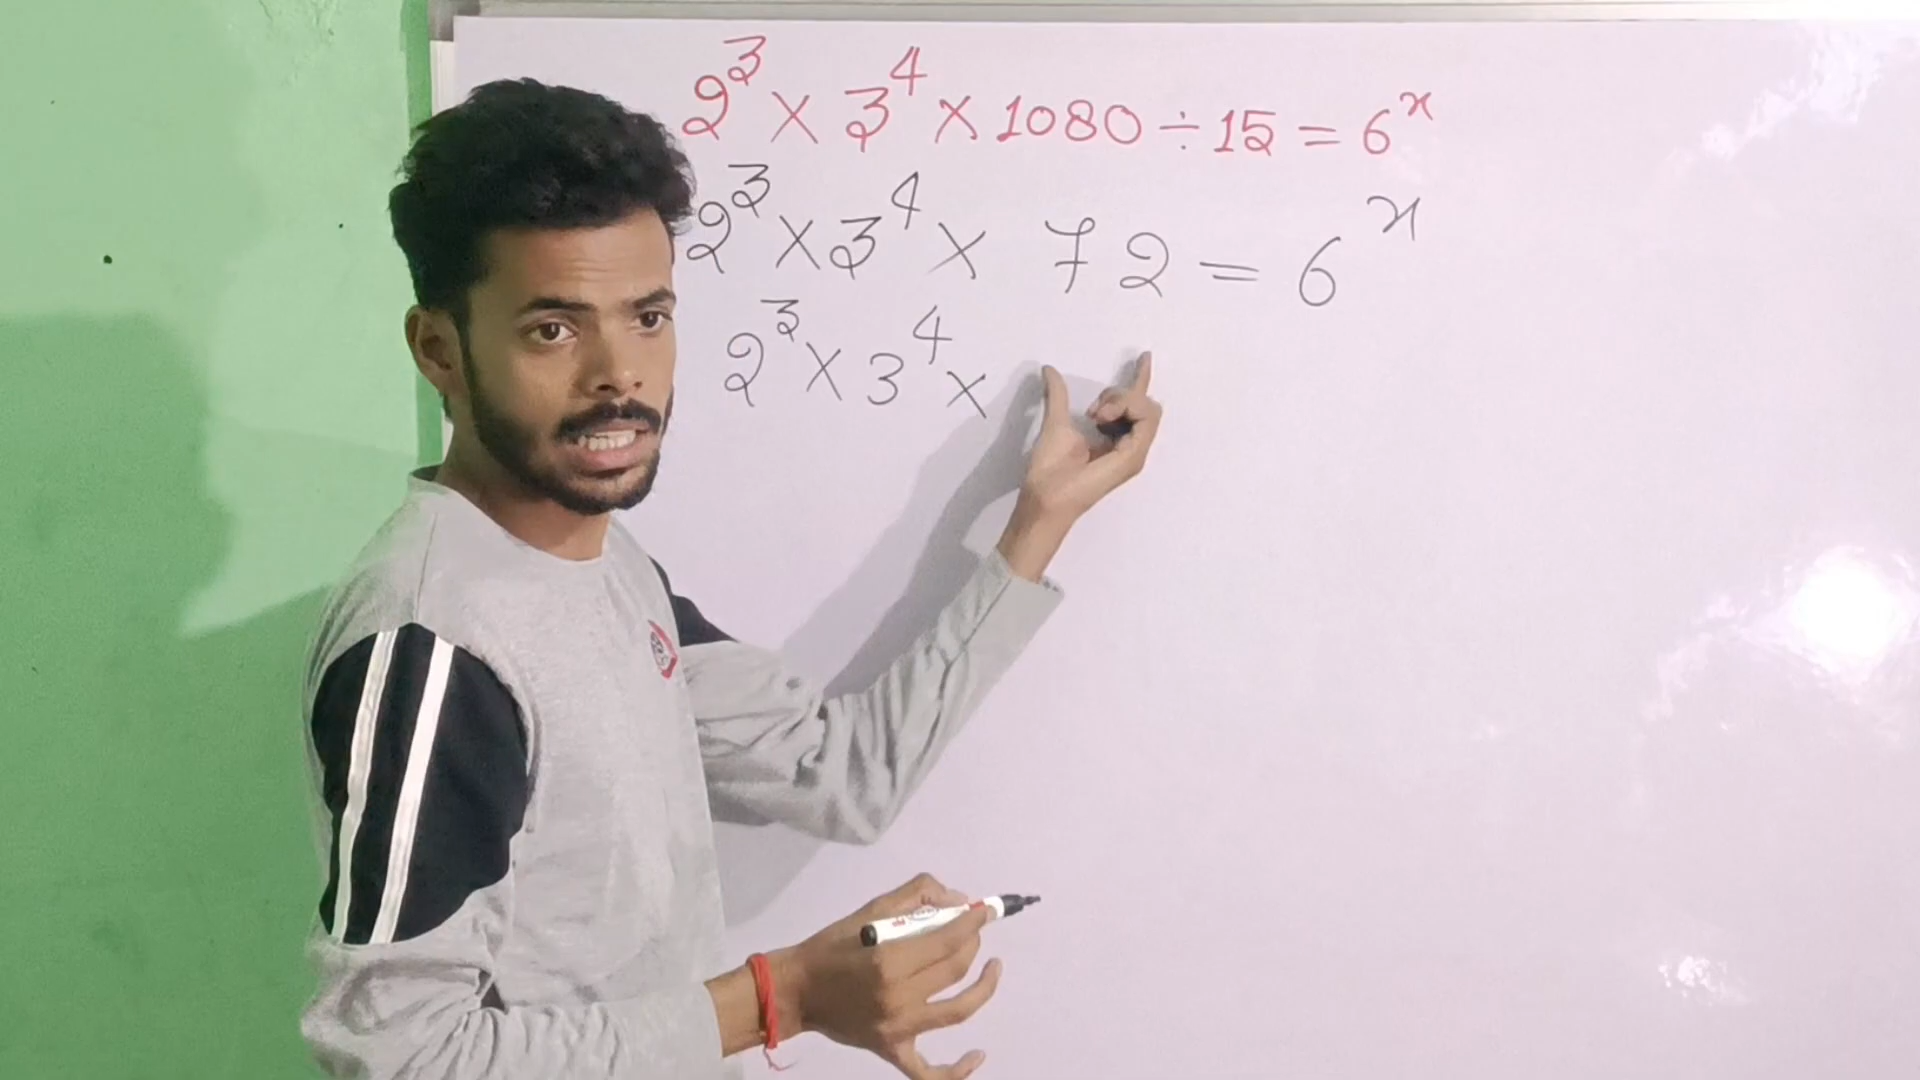 2³ × 3⁴ × 1080 ÷ 15 = 6ˣ
2³ × 3⁴ × 72 = 6ˣ
2³ × 3⁴ ×